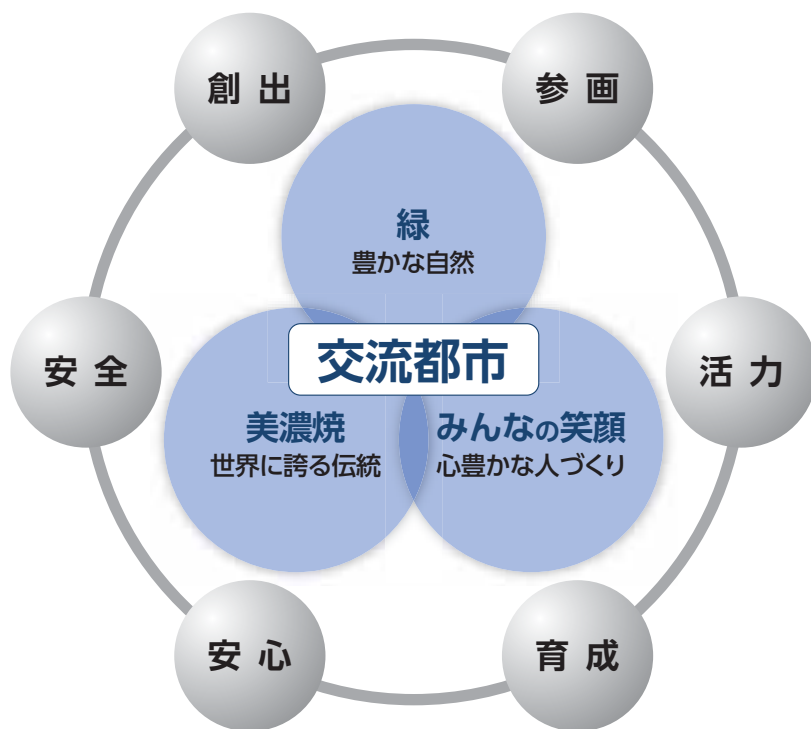 創出
参画
緑
豊かな自然
安全
交流都市
活力
美濃焼
世界に誇る伝統
みんなの笑顔
心豊かな人づくり
安心
育成